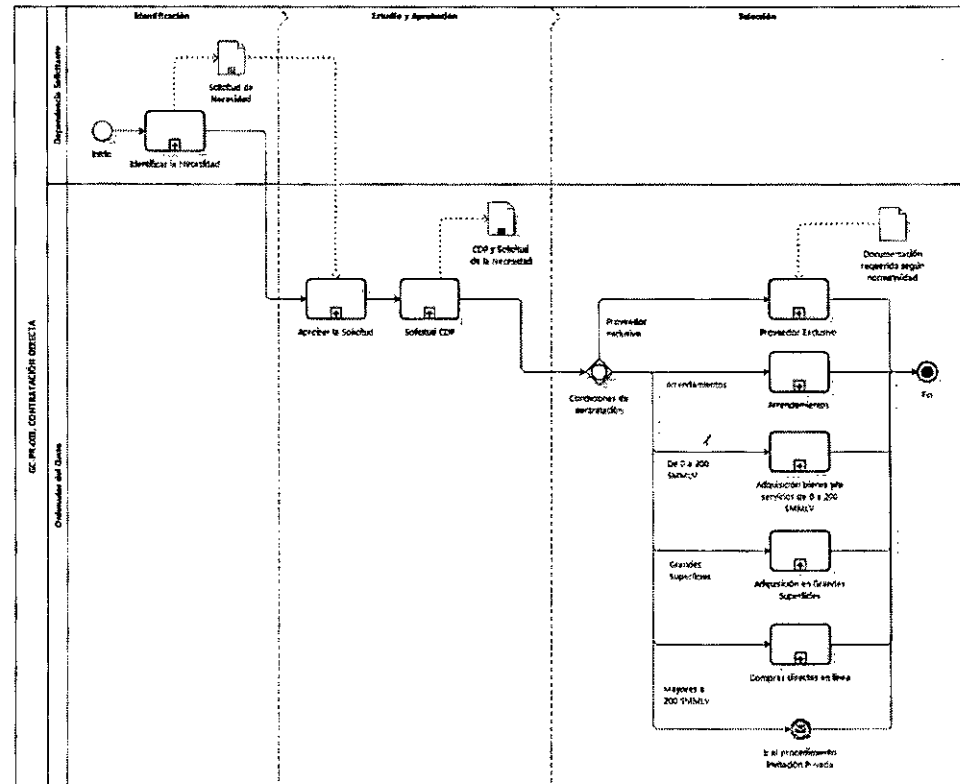 Identificación
Estudio y Aprobación
Selección
GC-PR-003. CONTRATACIÓN DIRECTA
Dependencia Solicitante
Ordenador del Gasto
Solicitud de
Necesidad
Inicio
Identificar la Necesidad
CDP y Solicitud
de la Necesidad
Documentación
requerida según
normatividad
Aprobar la Solicitud
Solicitud CDP
Proveedor
exclusivo
Proveedor Exclusivo
Condiciones de
contratación
Arrendamientos
Arrendamientos
Fin
De 0 a 200
SMMLV
Adquisición bienes y/o
servicios de 0 a 200
SMMLV
Grandes
Superficies
Adquisición en Grandes
Superficies
Compras directas en línea
Mayores a
200 SMMLV
Ir al procedimiento
Invitación Privada